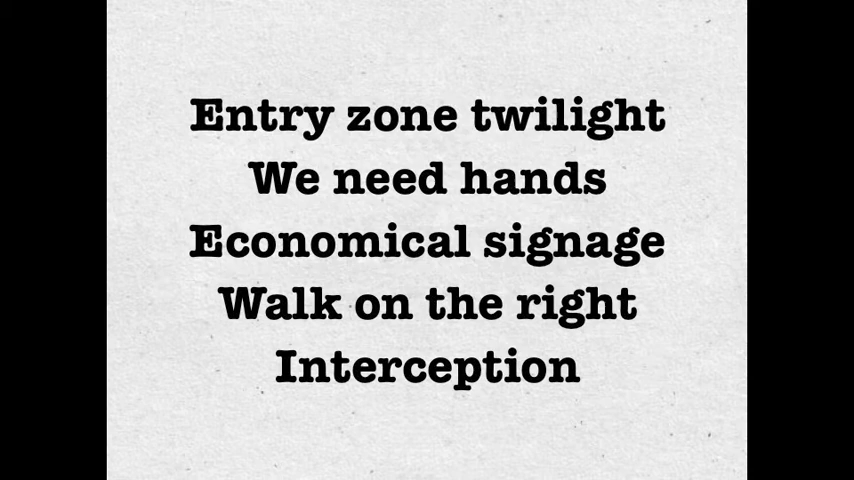 Entry zone twilight
We need hands
Economical signage
Walk on the right
Interception